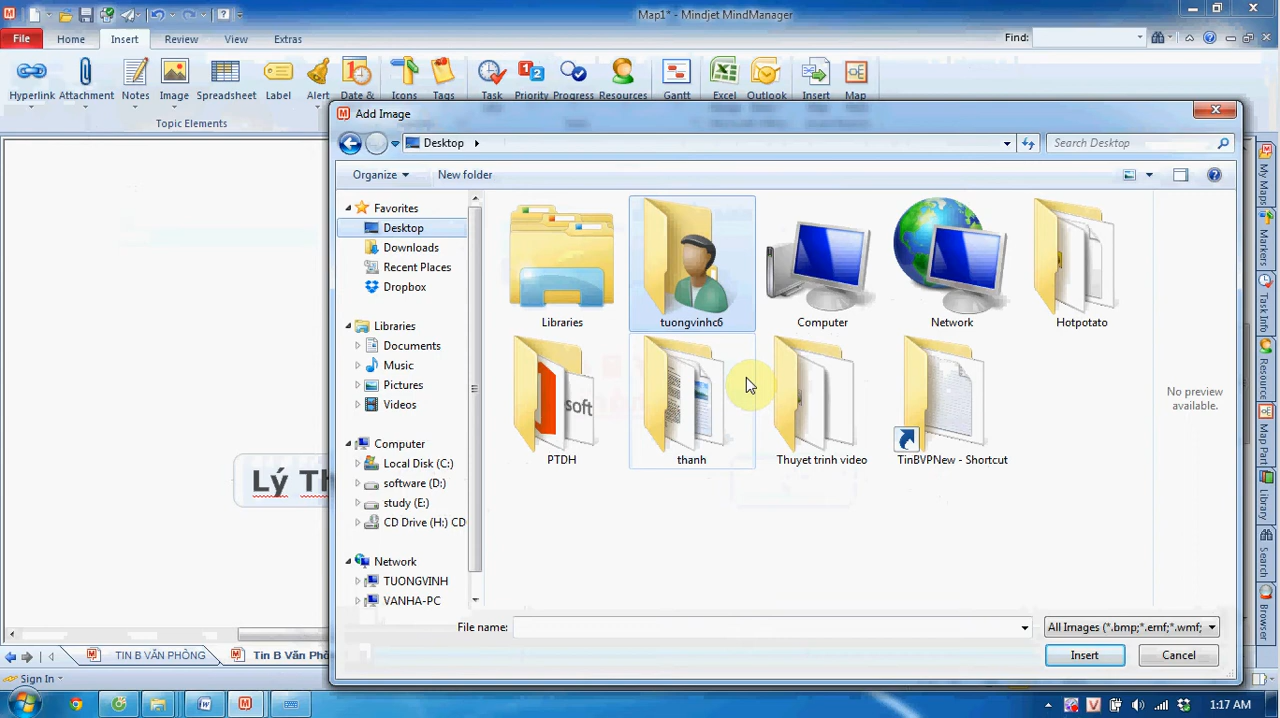 Map1* - Mindjet MindManager
File Home Insert Review View Extras Find:
Hyperlink Attachment Notes Image Spreadsheet Label Alert Date & Icons Tags Task Priority Progress Resources Gantt Excel Outlook Insert Map
Topic Elements
Add Image
Desktop
Search Desktop
Organize New folder
Favorites
Desktop
Downloads
Recent Places
Dropbox
Libraries
Documents
Music
Pictures
Videos
Computer
Local Disk (C:)
software (D:)
study (E:)
CD Drive (H:) CD
Network
TUONGVINH
VANHA-PC
Libraries tuongvinhc6 Computer Network Hotpotato
soft
PTDH thanh Thuyet trinh video TinBVPNew - Shortcut
No preview
available.
File name: All Images (*.bmp;*.emf;*.wmf;
Insert Cancel
Lý Th
My Maps
Markers
Task Info
Resources
Map Parts
Library
Search
Browser
TIN B VĂN PHÒNG Tin B Văn Phò
Sign In
1:17 AM